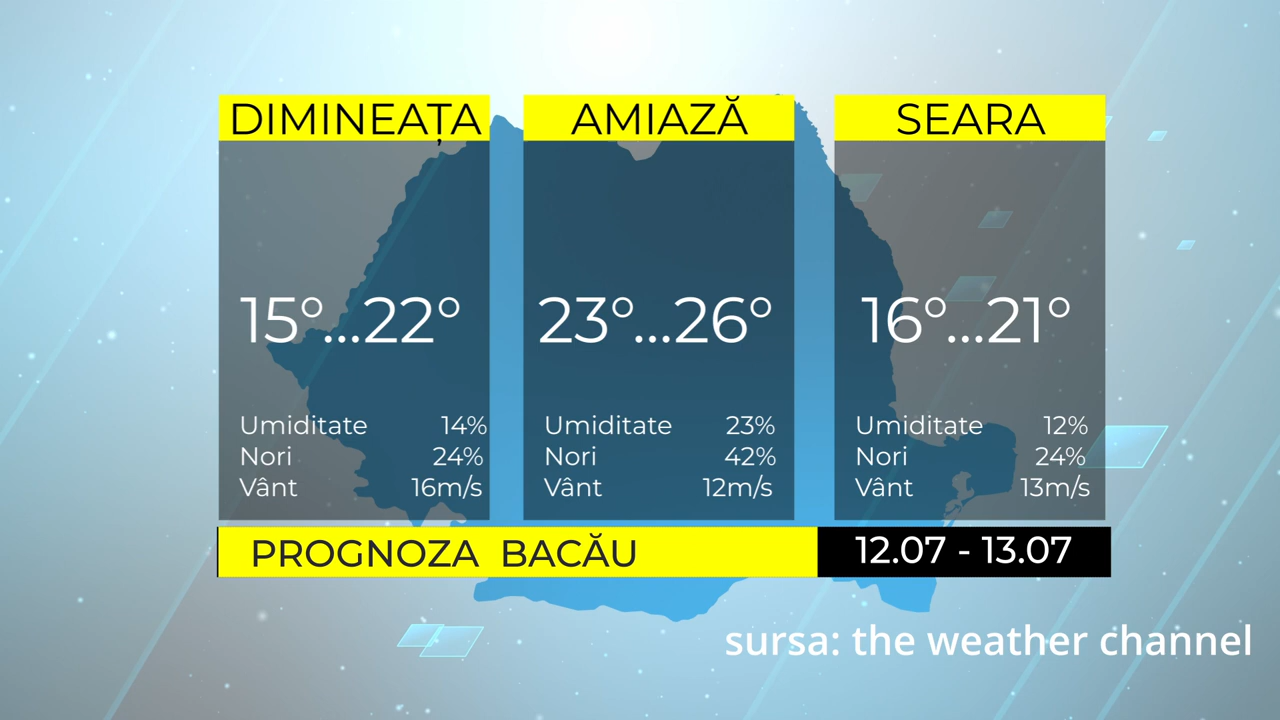 DIMINEAȚA
15°...22°
Umiditate 14%
Nori 24%
Vânt 16m/s
AMIAZĂ
23°...26°
Umiditate 23%
Nori 42%
Vânt 12m/s
SEARA
16°...21°
Umiditate 12%
Nori 24%
Vânt 13m/s
PROGNOZA BACĂU
12.07 - 13.07
sursa: the weather channel